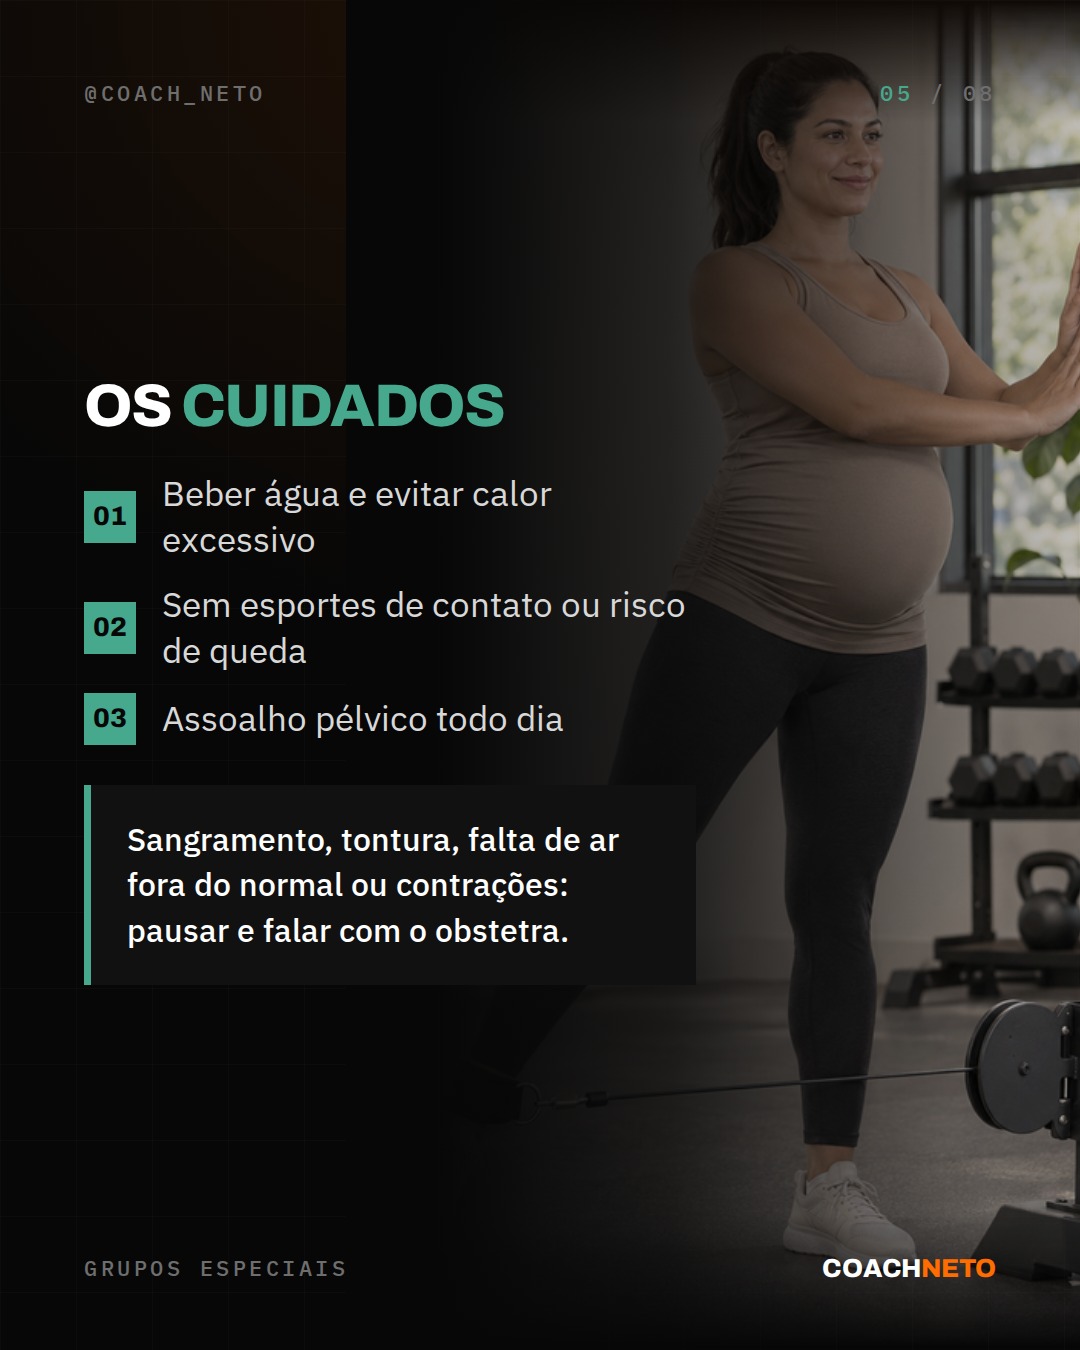 @COACH_NETO
05 / 08
OS CUIDADOS
01 Beber água e evitar calor
excessivo
02 Sem esportes de contato ou risco
de queda
03 Assoalho pélvico todo dia
Sangramento, tontura, falta de ar
fora do normal ou contrações:
pausar e falar com o obstetra.
GRUPOS ESPECIAIS
COACHNETO